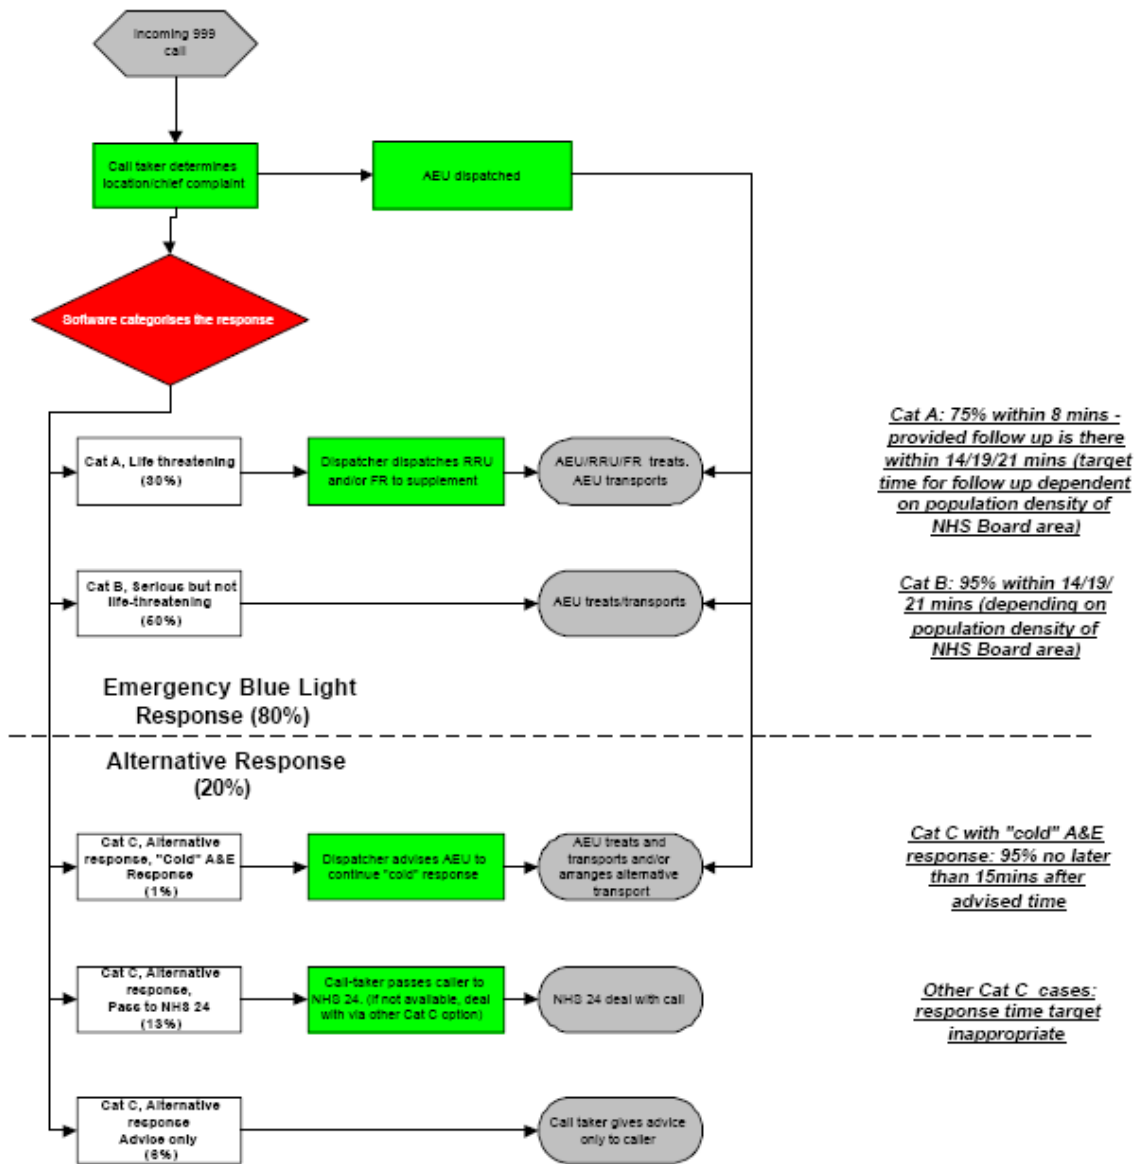 Incoming 999
call
Call taker determines
location/chief complaint
AEU dispatched
Software categorises the response
Cat A, Life threatening
(30%)
Dispatcher dispatches RRU
and/or FR to supplement
AEU/RRU/FR treats.
AEU transports
Cat A: 75% within 8 mins -
provided follow up is there
within 14/19/21 mins (target
time for follow up dependent
on population density of
NHS Board area)
Cat B, Serious but not
life-threatening
(50%)
AEU treats/transports
Cat B: 95% within 14/19/
21 mins (depending on
population density of
NHS Board area)
Emergency Blue Light
Response (80%)
Alternative Response
(20%)
Cat C, Alternative
response, "Cold" A&E
Response
(1%)
Dispatcher advises AEU to
continue "cold" response
AEU treats and
transports and/or
arranges alternative
transport
Cat C with "cold" A&E
response: 95% no later
than 15mins after
advised time
Cat C, Alternative
response,
Pass to NHS 24
(13%)
Call-taker passes caller to
NHS 24. (if not available, deal
with via other Cat C option)
NHS 24 deal with call
Other Cat C cases:
response time target
inappropriate
Cat C, Alternative
response
Advice only
(6%)
Call taker gives advice
only to caller